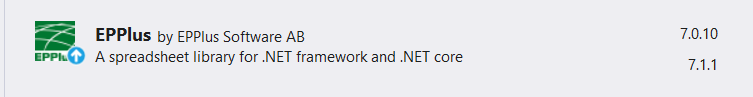 EPPlus by EPPlus Software AB 7.0.10
A spreadsheet library for .NET framework and .NET core
7.1.1